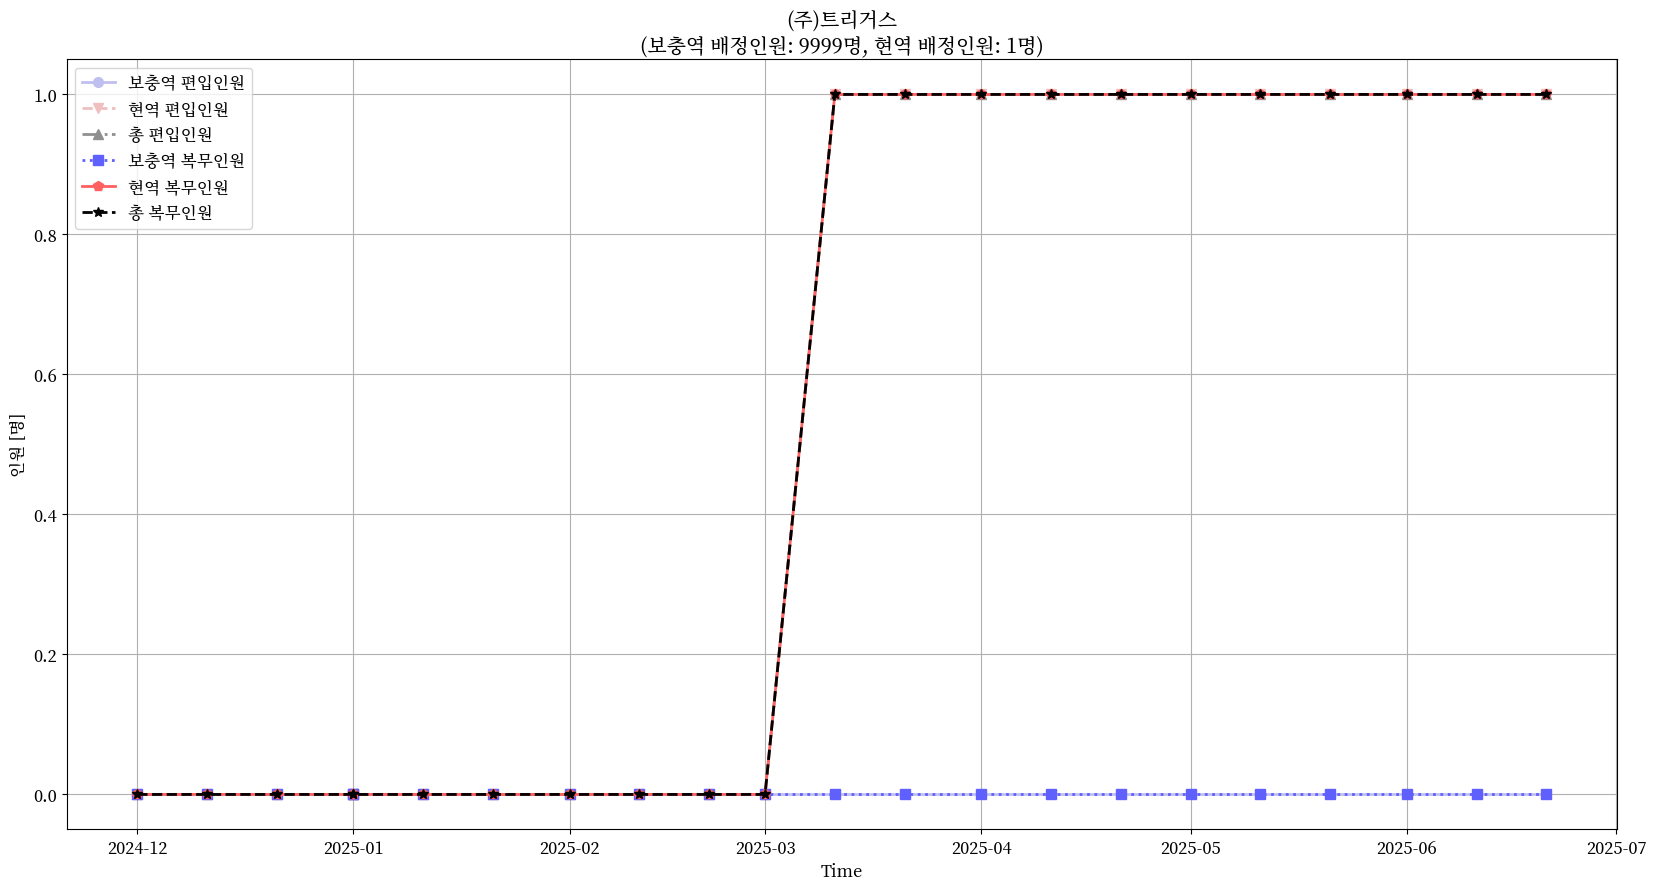 (주)트리거스
(보충역 배정인원: 9999명, 현역 배정인원: 1명)
보충역 편입인원
현역 편입인원
총 편입인원
보충역 복무인원
현역 복무인원
총 복무인원
1.0
0.8
0.6
0.4
0.2
0.0
인원 [명]
2024-12 2025-01 2025-02 2025-03 2025-04 2025-05 2025-06 2025-07
Time